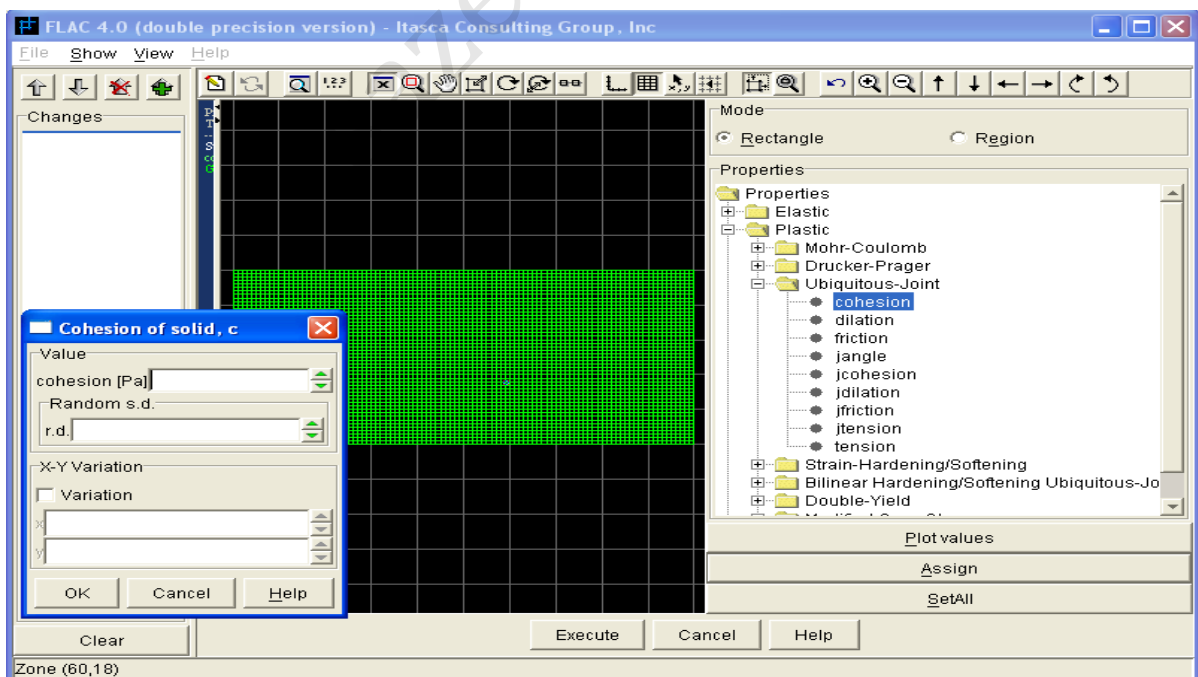 FLAC 4.0 (double precision version) - Itasca Consulting Group, Inc
File Show View Help
Changes
Mode
Rectangle Region
Properties
Properties
Elastic
Plastic
Mohr-Coulomb
Drucker-Prager
Ubiquitous-Joint
cohesion
dilation
friction
jangle
jcohesion
jdilation
jfriction
jtension
tension
Strain-Hardening/Softening
Bilinear Hardening/Softening Ubiquitous-Jo
Double-Yield
Plot values
Assign
SetAll
Cohesion of solid, c
Value
cohesion [Pa]
Random s.d.
r.d.
X-Y Variation
Variation
x
y
OK Cancel Help
Clear
Execute Cancel Help
Zone (60,18)